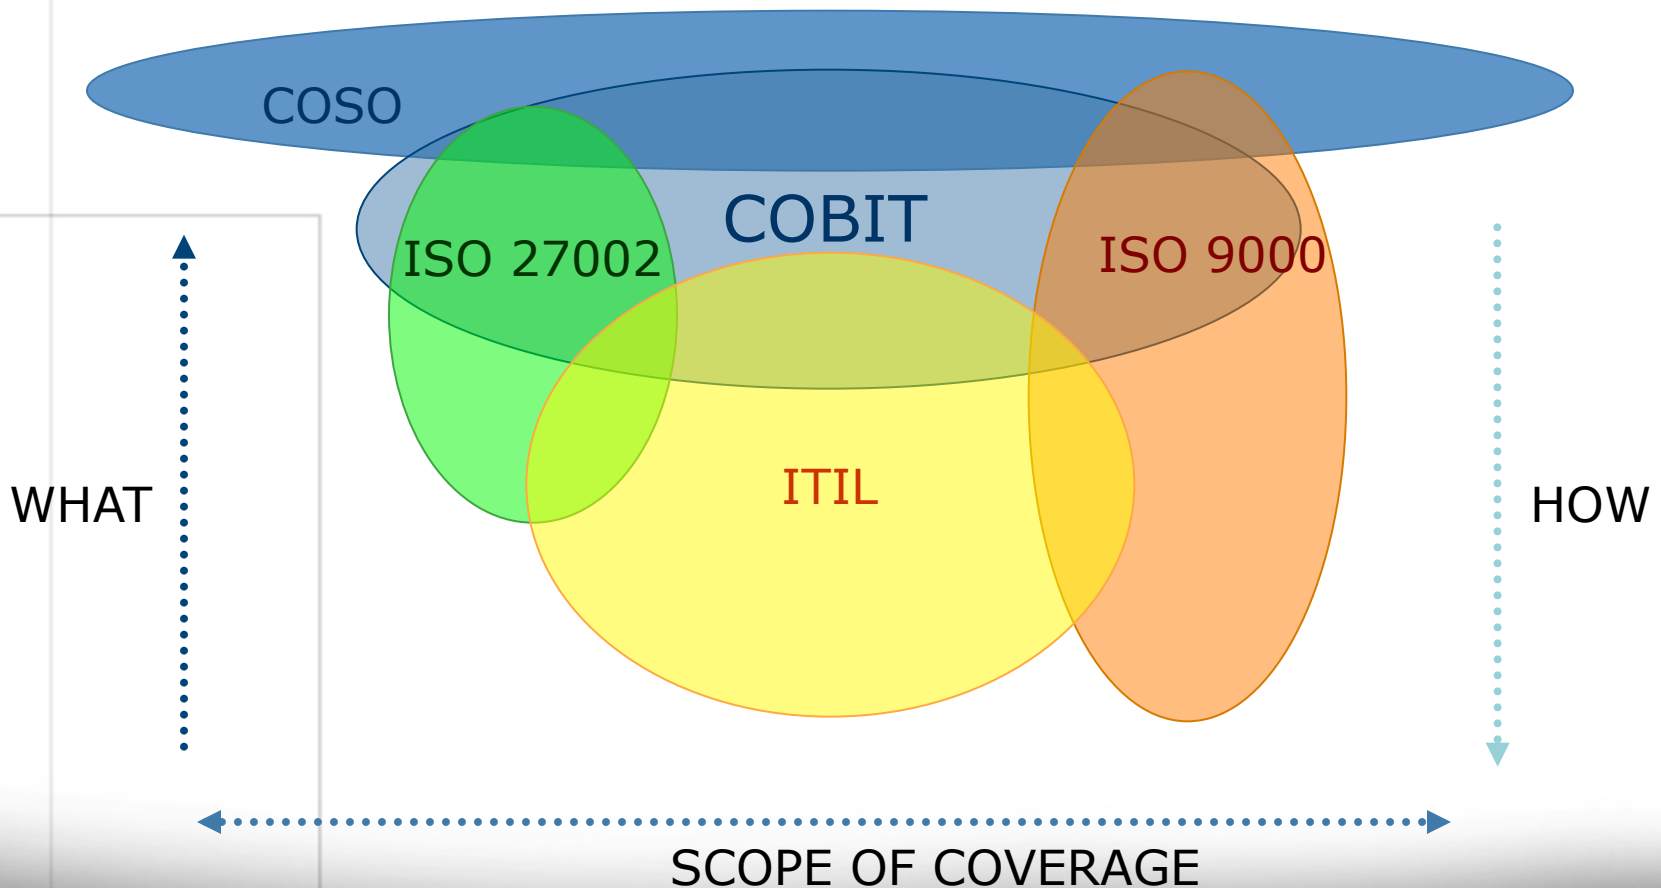 COSO
COBIT
ISO 27002
ISO 9000
ITIL
WHAT
HOW
SCOPE OF COVERAGE